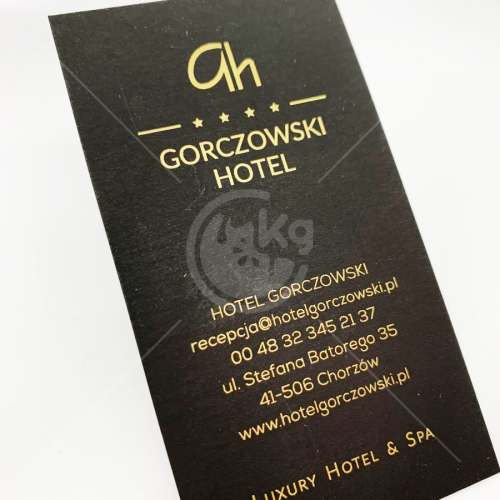 gh
GORCZOWSKI
HOTEL
HOTEL GORCZOWSKI
recepcja@hotelgorczowski.pl
00 48 32 345 21 37
ul. Stefana Batorego 35
41-506 Chorzów
www.hotelgorczowski.pl
LUXURY HOTEL & SPA